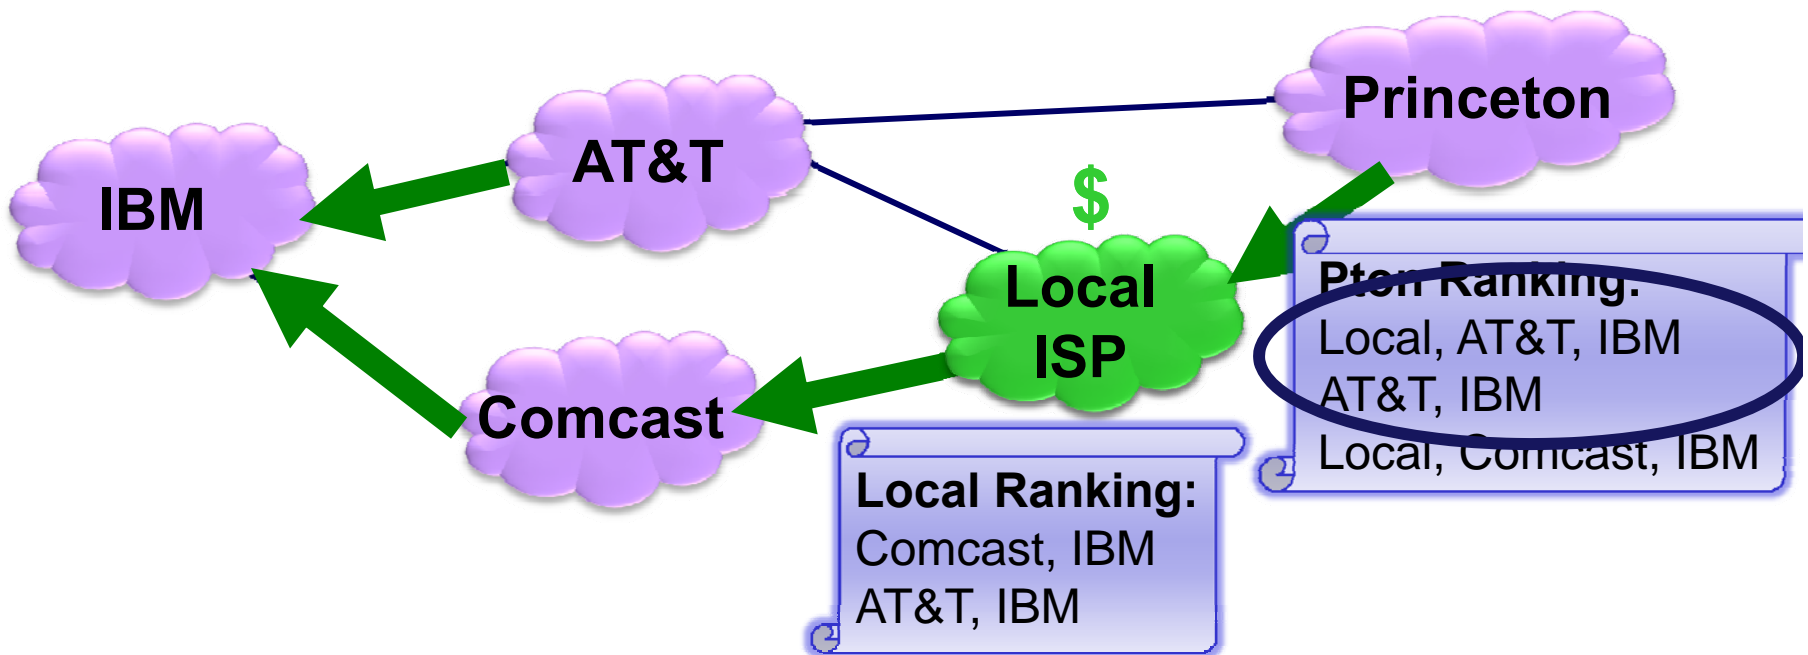 Princeton
AT&T
IBM
$
Local
ISP
Comcast
Pton Ranking:
Local, AT&T, IBM
AT&T, IBM
Local, Comcast, IBM
Local Ranking:
Comcast, IBM
AT&T, IBM